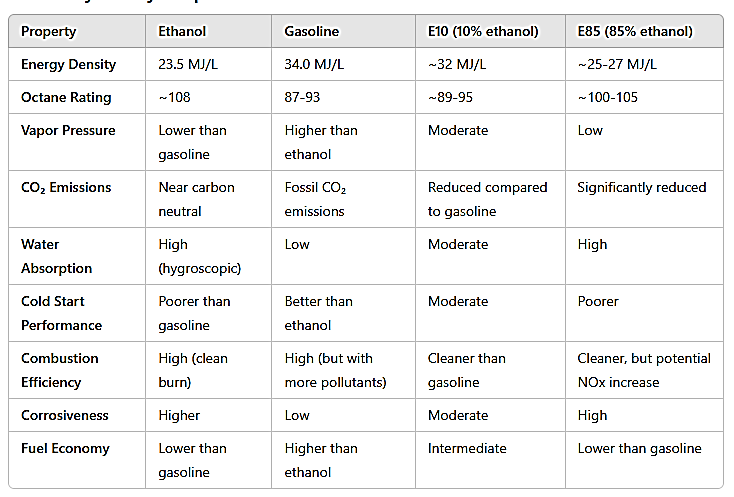 Property Ethanol Gasoline E10 (10% ethanol) E85 (85% ethanol)
Energy Density 23.5 MJ/L 34.0 MJ/L ~32 MJ/L ~25-27 MJ/L
Octane Rating ~108 87-93 ~89-95 ~100-105
Vapor Pressure Lower than gasoline Higher than ethanol Moderate Low
CO₂ Emissions Near carbon neutral Fossil CO₂ emissions Reduced compared to gasoline Significantly reduced
Water Absorption High (hygroscopic) Low Moderate High
Cold Start Performance Poorer than gasoline Better than ethanol Moderate Poorer
Combustion Efficiency High (clean burn) High (but with more pollutants) Cleaner than gasoline Cleaner, but potential NOx increase
Corrosiveness Higher Low Moderate High
Fuel Economy Lower than gasoline Higher than ethanol Intermediate Lower than gasoline